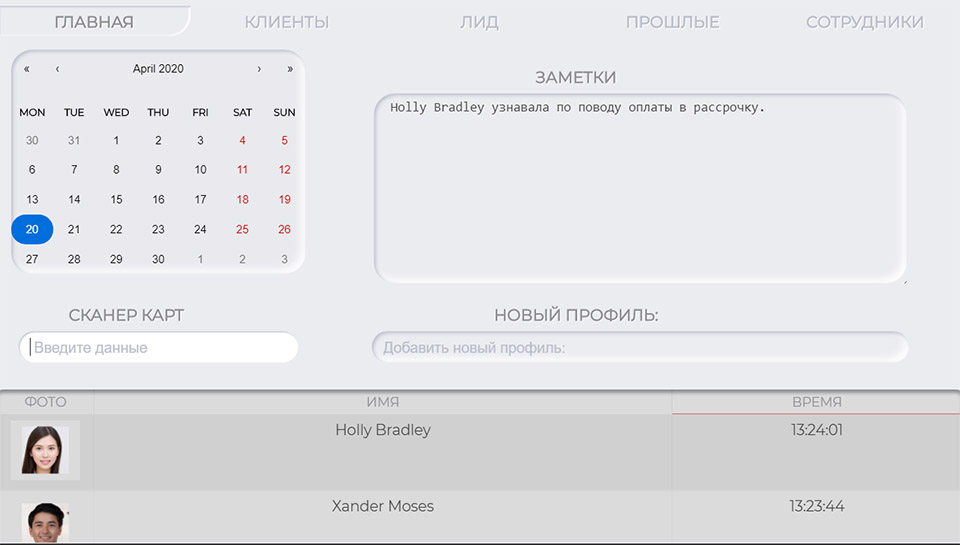 ГЛАВНАЯ КЛИЕНТЫ ЛИД ПРОШЛЫЕ СОТРУДНИКИ
« ‹ April 2020 › »
MON TUE WED THU FRI SAT SUN
30 31 1 2 3 4 5
6 7 8 9 10 11 12
13 14 15 16 17 18 19
20 21 22 23 24 25 26
27 28 29 30 1 2 3
ЗАМЕТКИ
Holly Bradley узнавала по поводу оплаты в рассрочку.
СКАНЕР КАРТ
Введите данные
НОВЫЙ ПРОФИЛЬ:
Добавить новый профиль:
ФОТО ИМЯ ВРЕМЯ
Holly Bradley 13:24:01
Xander Moses 13:23:44